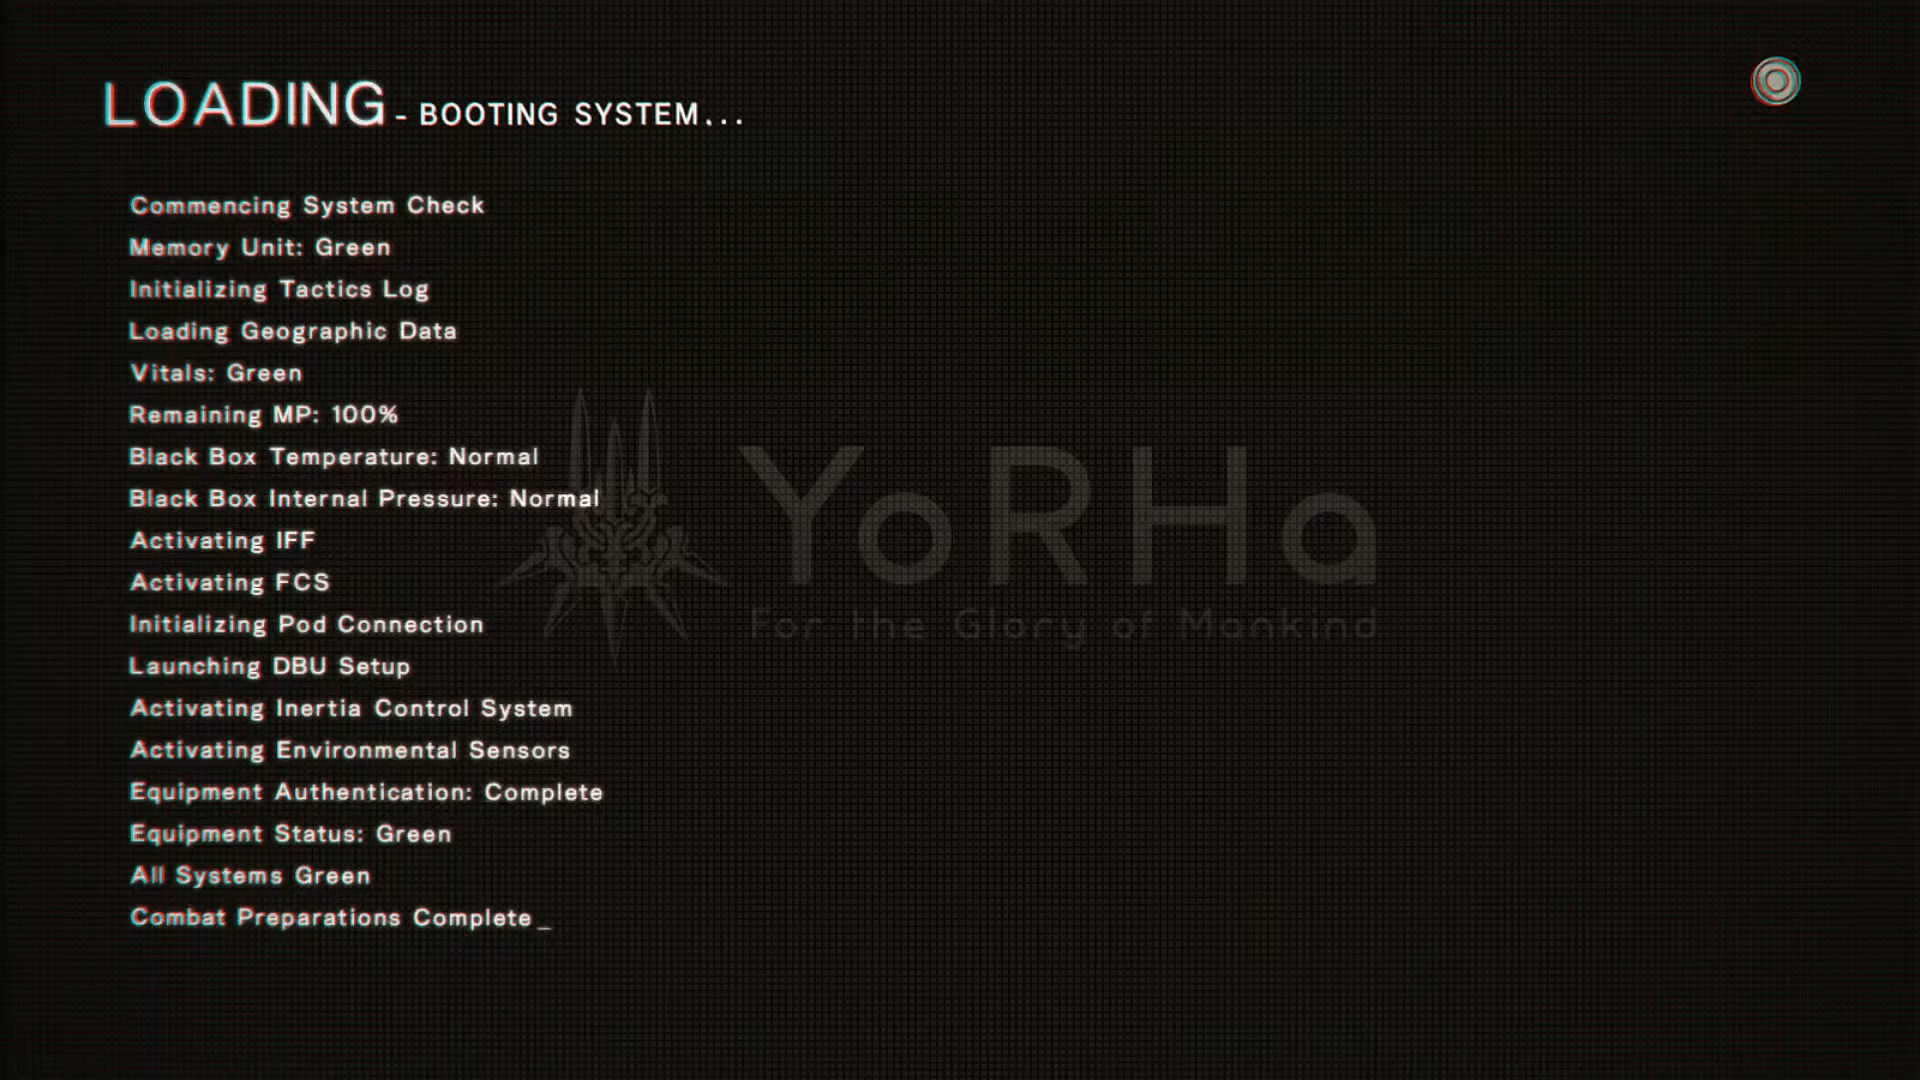 LOADING - BOOTING SYSTEM...
Commencing System Check
Memory Unit: Green
Initializing Tactics Log
Loading Geographic Data
Vitals: Green
Remaining MP: 100%
Black Box Temperature: Normal
Black Box Internal Pressure: Normal
Activating IFF
Activating FCS
Initializing Pod Connection
Launching DBU Setup
Activating Inertia Control System
Activating Environmental Sensors
Equipment Authentication: Complete
Equipment Status: Green
All Systems Green
Combat Preparations Complete _
YoRHa
For the Glory of Mankind